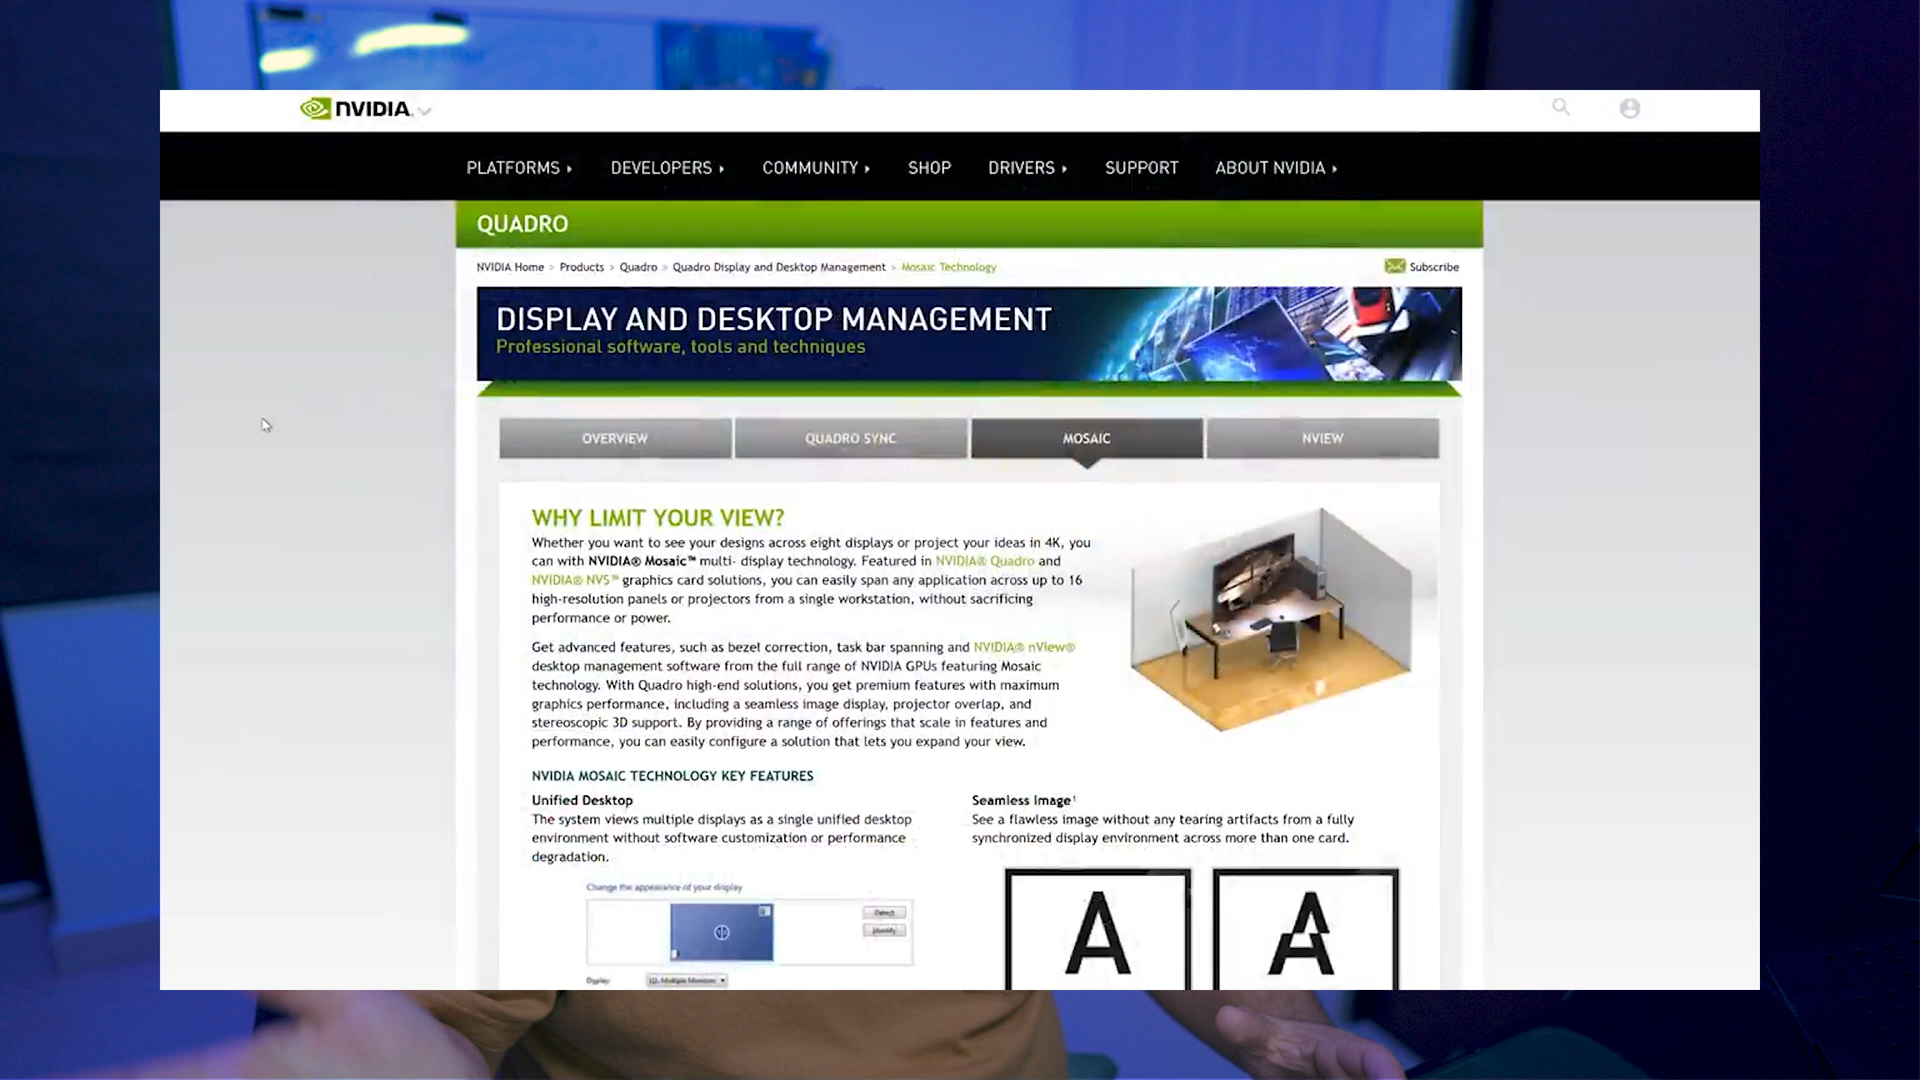 NVIDIA
PLATFORMS DEVELOPERS COMMUNITY SHOP DRIVERS SUPPORT ABOUT NVIDIA
QUADRO
NVIDIA Home > Products > Quadro > Quadro Display and Desktop Management > Mosaic Technology
Subscribe
DISPLAY AND DESKTOP MANAGEMENT
Professional software, tools and techniques
OVERVIEW QUADRO SYNC MOSAIC NVIEW
WHY LIMIT YOUR VIEW?
Whether you want to see your designs across eight displays or project your ideas in 4K, you
can with NVIDIA® Mosaic™ multi- display technology. Featured in NVIDIA® Quadro and
NVIDIA® NVS™ graphics card solutions, you can easily span any application across up to 16
high-resolution panels or projectors from a single workstation, without sacrificing
performance or power.
Get advanced features, such as bezel correction, task bar spanning and NVIDIA® nView®
desktop management software from the full range of NVIDIA GPUs featuring Mosaic
technology. With Quadro high-end solutions, you get premium features with maximum
graphics performance, including a seamless image display, projector overlap, and
stereoscopic 3D support. By providing a range of offerings that scale in features and
performance, you can easily configure a solution that lets you expand your view.
NVIDIA MOSAIC TECHNOLOGY KEY FEATURES
Unified Desktop
The system views multiple displays as a single unified desktop
environment without software customization or performance
degradation.
Change the appearance of your display
Detect
Identify
Display:
Seamless Image¹
See a flawless image without any tearing artifacts from a fully
synchronized display environment across more than one card.
A A